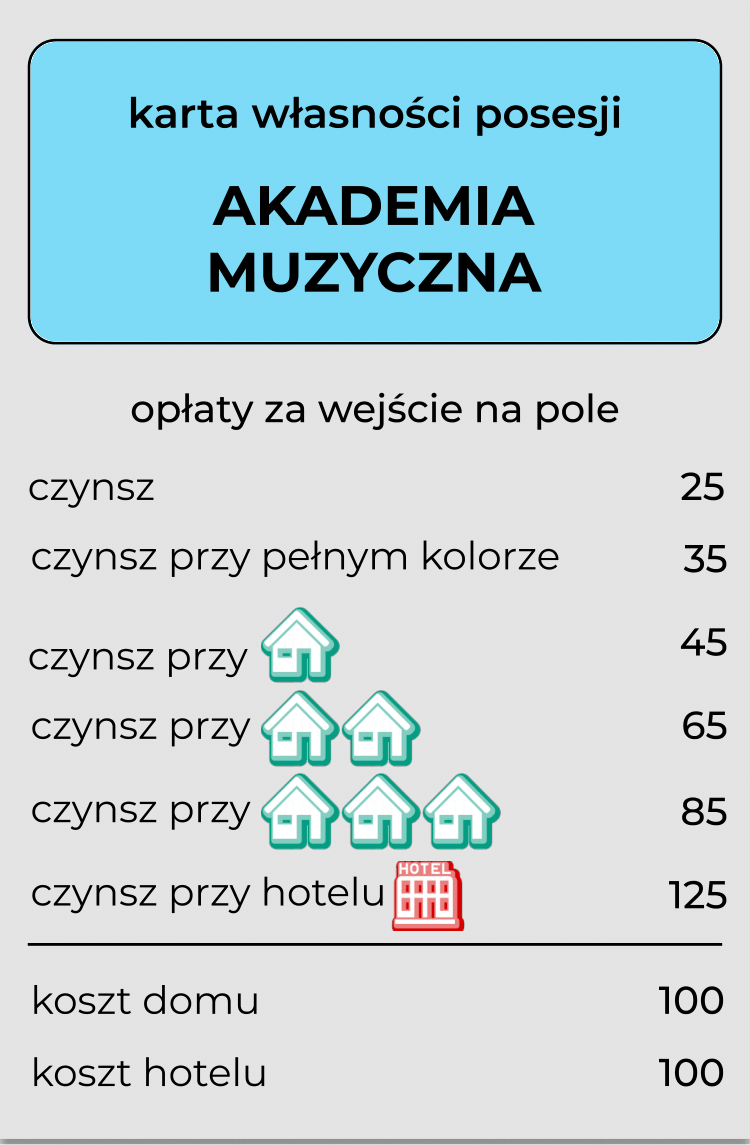 karta własności posesji
AKADEMIA
MUZYCZNA
opłaty za wejście na pole
czynsz 25
czynsz przy pełnym kolorze 35
czynsz przy 45
czynsz przy 65
czynsz przy 85
czynsz przy hotelu HOTEL 125
koszt domu 100
koszt hotelu 100